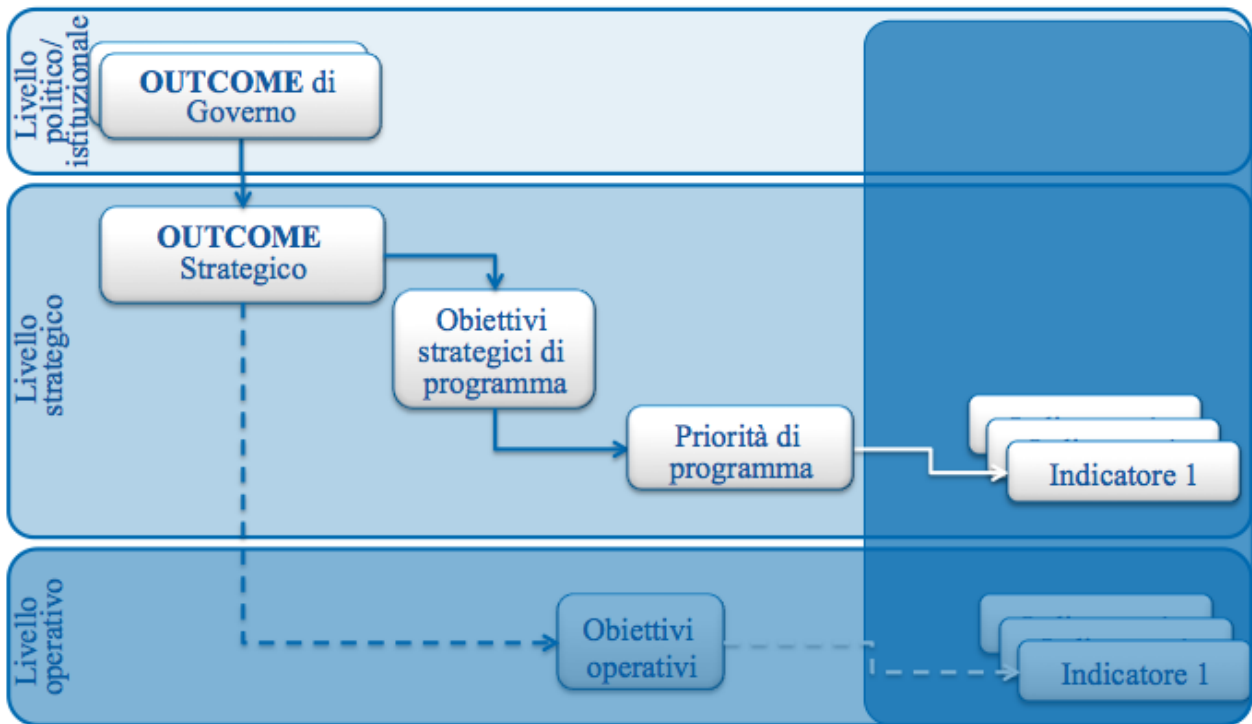 Livello
politico/
istituzionale
OUTCOME di
Governo
Livello
strategico
OUTCOME
Strategico
Obiettivi
strategici di
programma
Priorità di
programma
Indicatore 1
Livello
operativo
Obiettivi
operativi
Indicatore 1